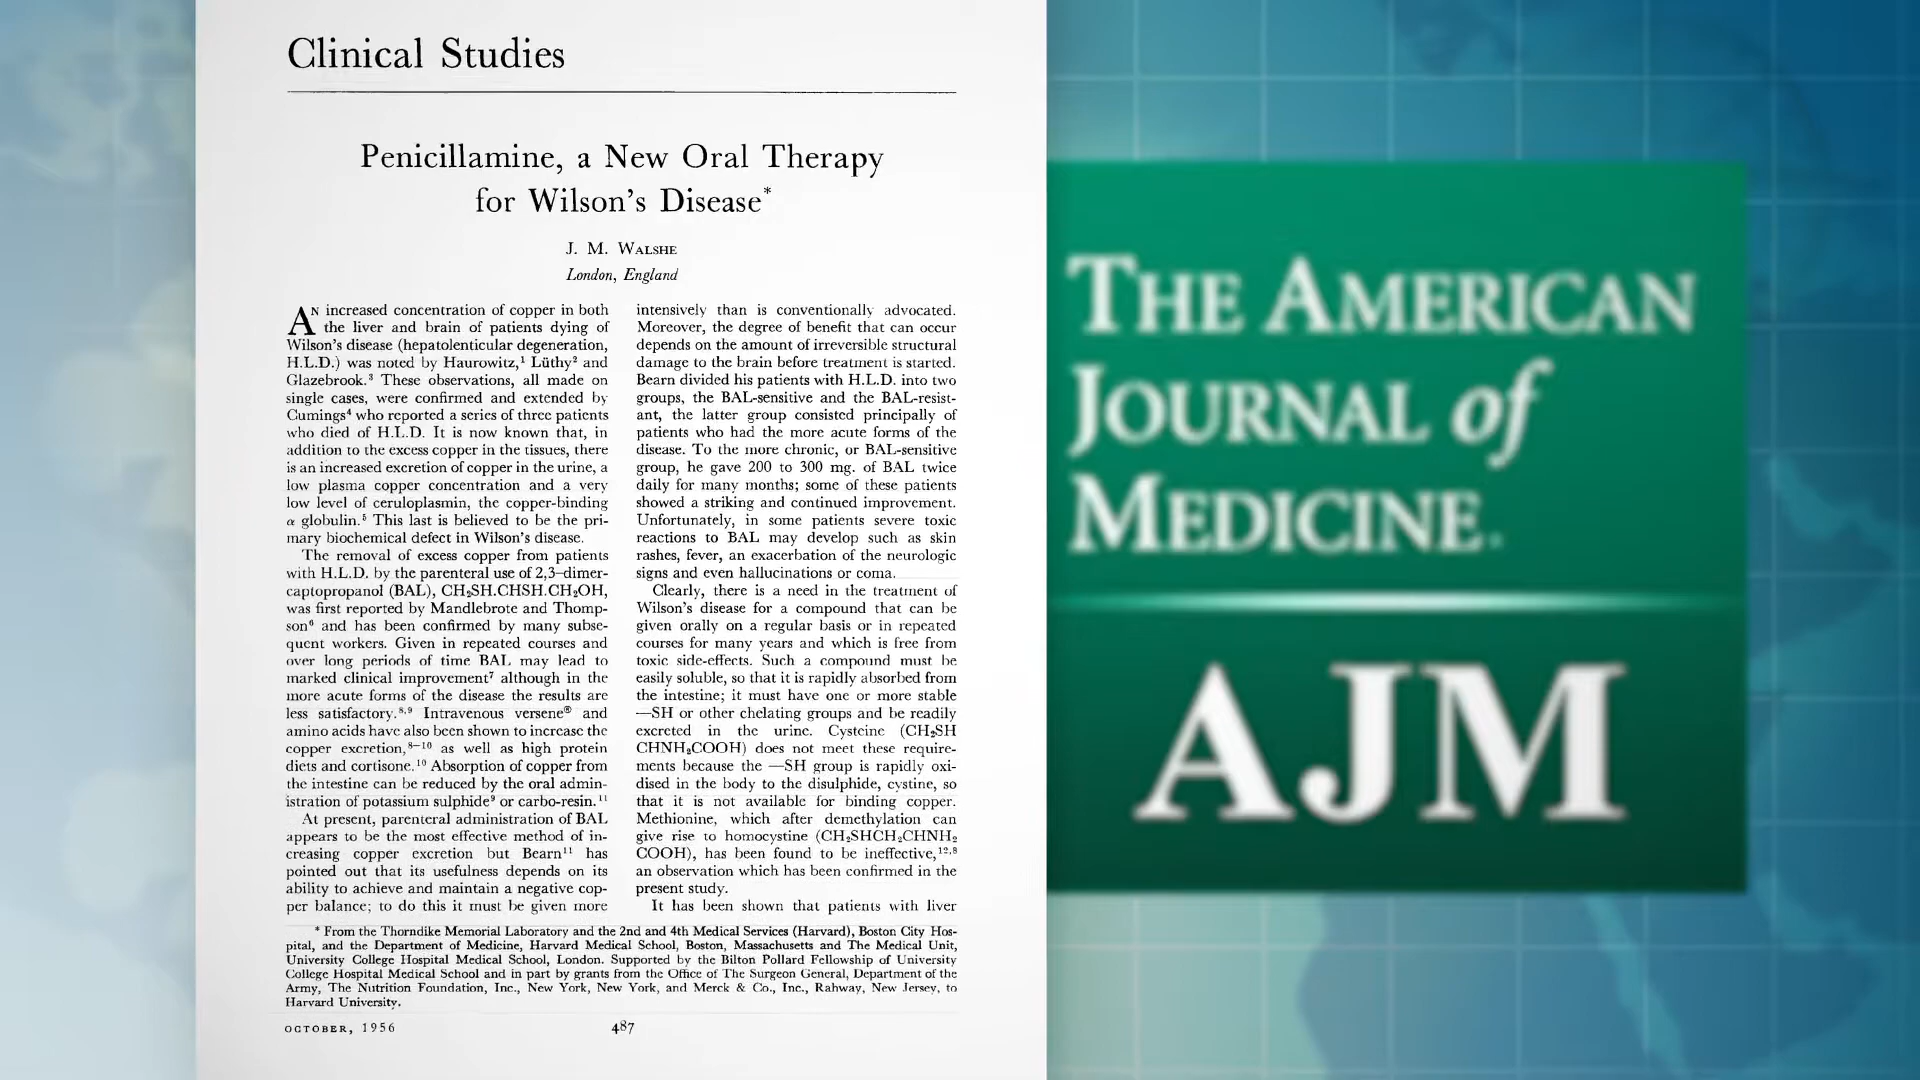 Clinical Studies
Penicillamine, a New Oral Therapy
for Wilson's Disease*
J. M. WALSHE
London, England
AN increased concentration of copper in both
the liver and brain of patients dying of
Wilson's disease (hepatolenticular degeneration,
H.L.D.) was noted by Haurowitz,¹ Lüthy² and
Glazebrook.³ These observations, all made on
single cases, were confirmed and extended by
Cumings⁴ who reported a series of three patients
who died of H.L.D. It is now known that, in
addition to the excess copper in the tissues, there
is an increased excretion of copper in the urine, a
low plasma copper concentration and a very
low level of ceruloplasmin, the copper-binding
α globulin.⁵ This last is believed to be the pri-
mary biochemical defect in Wilson's disease.
The removal of excess copper from patients
with H.L.D. by the parenteral use of 2,3–dimer-
captopropanol (BAL), CH₂SH.CHSH.CH₂OH,
was first reported by Mandlebrote and Thomp-
son⁶ and has been confirmed by many subse-
quent workers. Given in repeated courses and
over long periods of time BAL may lead to
marked clinical improvement⁷ although in the
more acute forms of the disease the results are
less satisfactory.⁸,⁹ Intravenous versene® and
amino acids have also been shown to increase the
copper excretion,⁸⁻¹⁰ as well as high protein
diets and cortisone.¹⁰ Absorption of copper from
the intestine can be reduced by the oral admin-
istration of potassium sulphide⁹ or carbo-resin.¹¹
At present, parenteral administration of BAL
appears to be the most effective method of in-
creasing copper excretion but Bearn¹¹ has
pointed out that its usefulness depends on its
ability to achieve and maintain a negative cop-
per balance; to do this it must be given more
intensively than is conventionally advocated.
Moreover, the degree of benefit that can occur
depends on the amount of irreversible structural
damage to the brain before treatment is started.
Bearn divided his patients with H.L.D. into two
groups, the BAL-sensitive and the BAL-resist-
ant, the latter group consisted principally of
patients who had the more acute forms of the
disease. To the more chronic, or BAL-sensitive
group, he gave 200 to 300 mg. of BAL twice
daily for many months; some of these patients
showed a striking and continued improvement.
Unfortunately, in some patients severe toxic
reactions to BAL may develop such as skin
rashes, fever, an exacerbation of the neurologic
signs and even hallucinations or coma.
Clearly, there is a need in the treatment of
Wilson's disease for a compound that can be
given orally on a regular basis or in repeated
courses for many years and which is free from
toxic side-effects. Such a compound must be
easily soluble, so that it is rapidly absorbed from
the intestine; it must have one or more stable
—SH or other chelating groups and be readily
excreted in the urine. Cysteine (CH₂SH
CHNH₂COOH) does not meet these require-
ments because the —SH group is rapidly oxi-
dised in the body to the disulphide, cystine, so
that it is not available for binding copper.
Methionine, which after demethylation can
give rise to homocystine (CH₂SHCH₂CHNH₂
COOH), has been found to be ineffective,¹²,⁸
an observation which has been confirmed in the
present study.
It has been shown that patients with liver
* From the Thorndike Memorial Laboratory and the 2nd and 4th Medical Services (Harvard), Boston City Hos-
pital, and the Department of Medicine, Harvard Medical School, Boston, Massachusetts and The Medical Unit,
University College Hospital Medical School, London. Supported by the Bilton Pollard Fellowship of University
College Hospital Medical School and in part by grants from the Office of The Surgeon General, Department of the
Army, The Nutrition Foundation, Inc., New York, New York, and Merck & Co., Inc., Rahway, New Jersey, to
Harvard University.
OCTOBER, 1956
487
THE AMERICAN
JOURNAL of
MEDICINE.
AJM